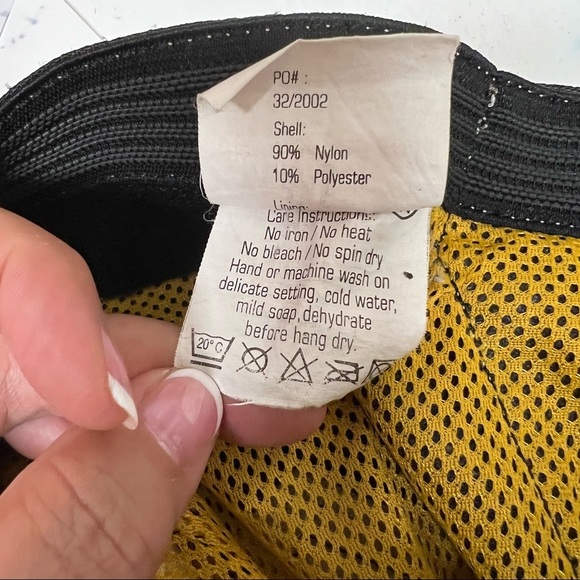 PO# :
32/2002
Shell:
90% Nylon
10% Polyester
Lining:
Care Instructions:
No iron / No heat
No bleach / No spin dry
Hand or machine wash on
delicate setting, cold water,
mild soap, dehydrate
before hang dry.
20°C